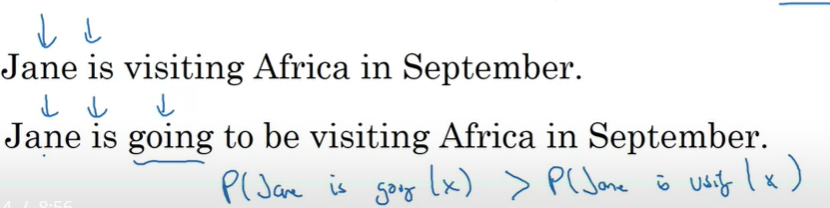 Jane is visiting Africa in September.
Jane is going to be visiting Africa in September.
P(Jane is going |x) > P(Jane is visiting |x)